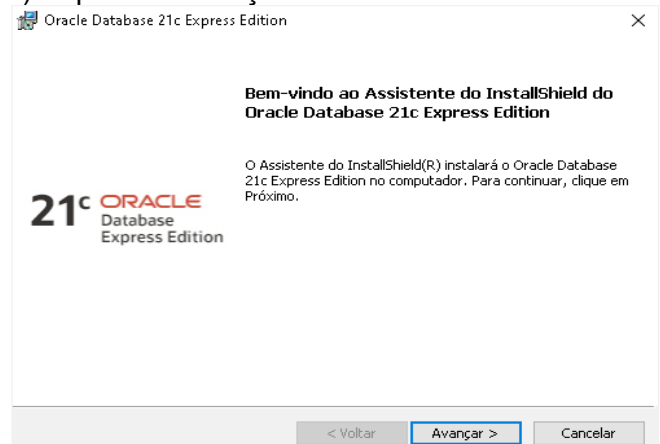 Oracle Database 21c Express Edition
Bem-vindo ao Assistente do InstallShield do
Oracle Database 21c Express Edition
O Assistente do InstallShield(R) instalará o Oracle Database
21c Express Edition no computador. Para continuar, clique em
Próximo.
21c ORACLE
Database
Express Edition
< Voltar
Avançar >
Cancelar